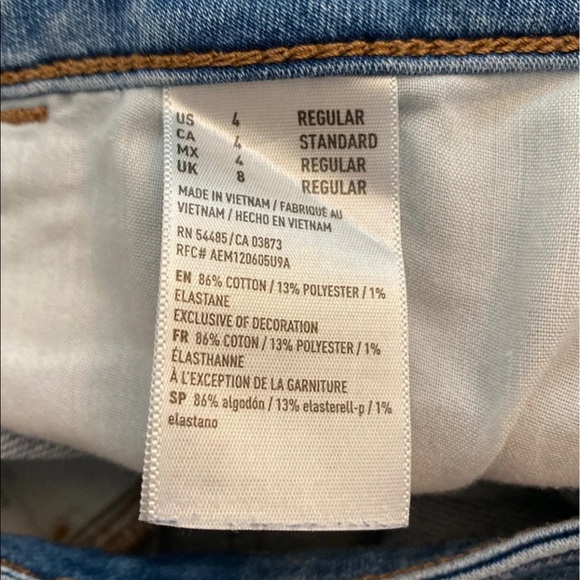 US 4 REGULAR
CA 4 STANDARD
MX 4 REGULAR
UK 8 REGULAR
MADE IN VIETNAM / FABRIQUÉ AU
VIETNAM / HECHO EN VIETNAM
RN 54485/CA 03873
RFC# AEM120605U9A
EN 86% COTTON / 13% POLYESTER / 1%
ELASTANE
EXCLUSIVE OF DECORATION
FR 86% COTON / 13% POLYESTER / 1%
ÉLASTHANNE
À L'EXCEPTION DE LA GARNITURE
SP 86% algodón / 13% elasterell-p / 1%
elastano